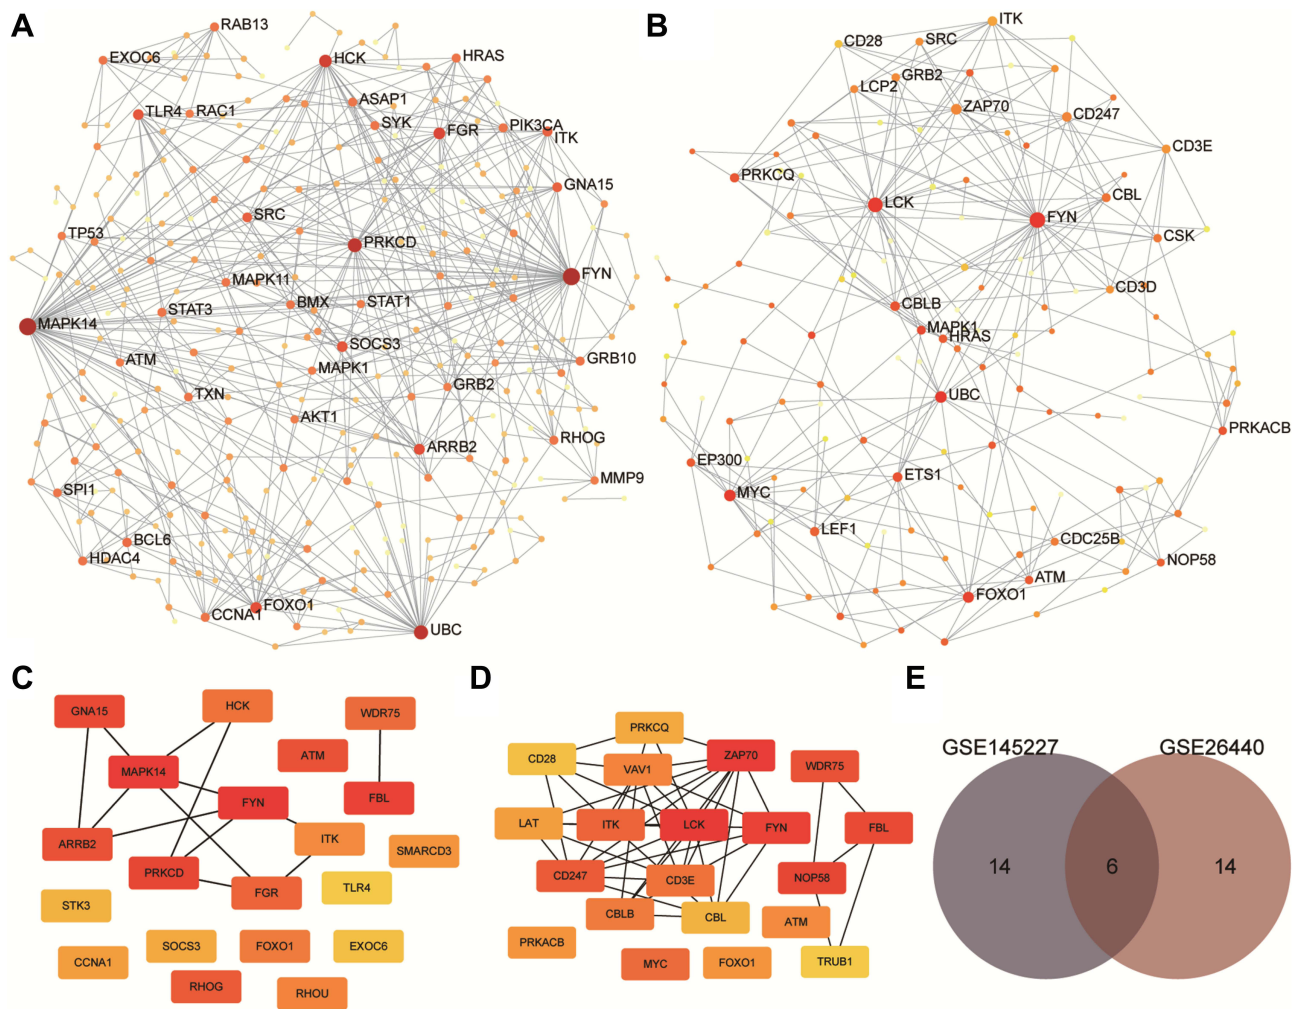 A
RAB13
EXOC6
HCK
HRAS
TLR4
RAC1
ASAP1
SYK
FGR
PIK3CA
ITK
GNA15
SRC
TP53
PRKCD
FYN
MAPK11
STAT3
BMX
STAT1
MAPK14
SOCS3
ATM
MAPK1
GRB10
TXN
GRB2
AKT1
ARRB2
RHOG
MMP9
SPI1
BCL6
HDAC4
CCNA1
FOXO1
UBC
B
ITK
CD28
SRC
GRB2
LCP2
ZAP70
CD247
CD3E
PRKCQ
LCK
CBL
FYN
CSK
CD3D
CBLB
MAPK1
HRAS
UBC
PRKACB
EP300
ETS1
MYC
LEF1
CDC25B
NOP58
ATM
FOXO1
C
GNA15
HCK
WDR75
ATM
MAPK14
FBL
FYN
ARRB2
ITK
SMARCD3
PRKCD
FGR
TLR4
STK3
SOCS3
FOXO1
EXOC6
CCNA1
RHOG
RHOU
D
PRKCQ
CD28
VAV1
ZAP70
WDR75
LAT
ITK
LCK
FYN
FBL
CD247
CD3E
NOP58
CBLB
CBL
ATM
PRKACB
MYC
FOXO1
TRUB1
E
GSE145227
GSE26440
14
6
14